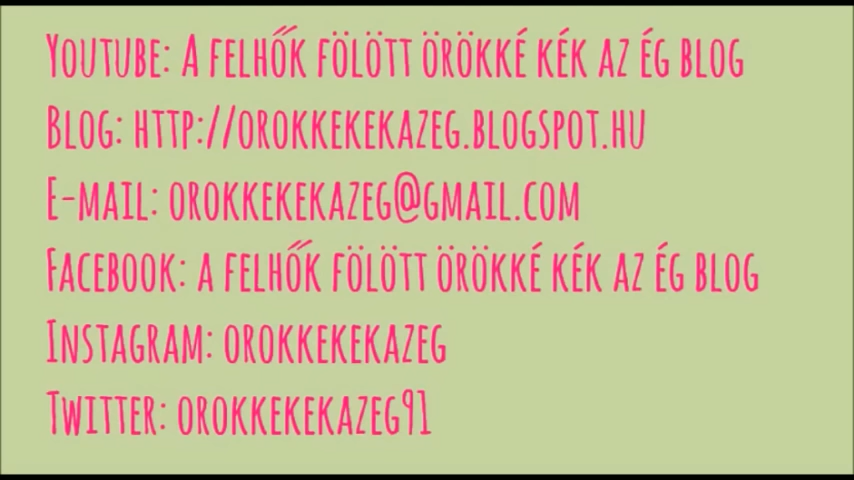 Youtube: A felhők fölött örökké kék az ég blog
Blog: http://orokkekekazeg.blogspot.hu
E-mail: orokkekekazeg@gmail.com
Facebook: a felhők fölött örökké kék az ég blog
Instagram: orokkekekazeg
Twitter: orokkekekazeg91